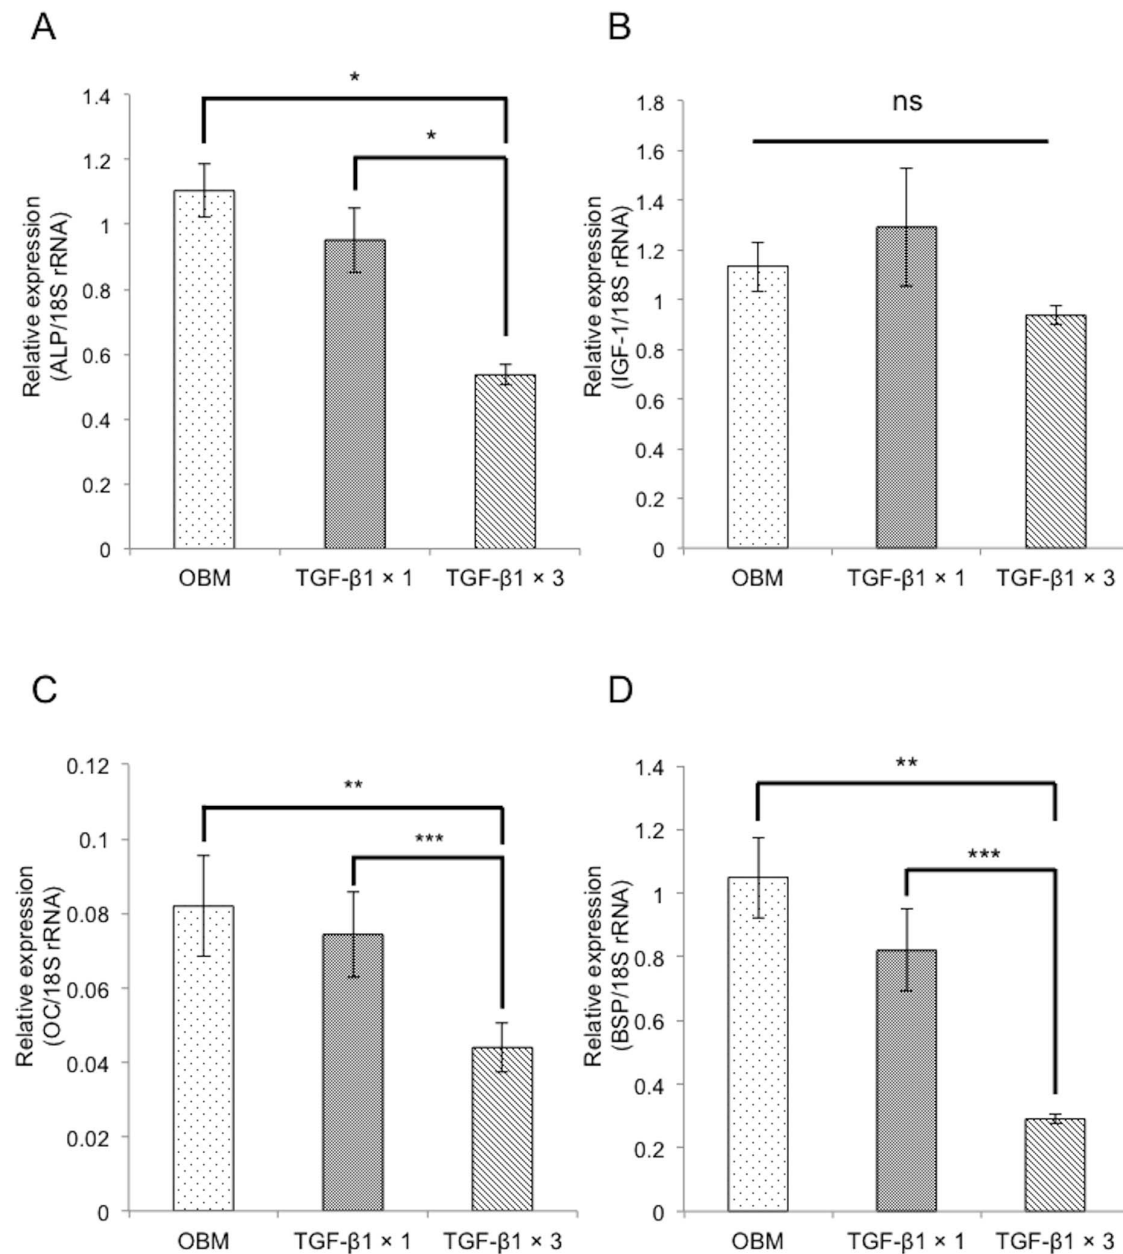 A
Relative expression
(ALP/18S rRNA)
1.4
1.2
1
0.8
0.6
0.4
0.2
0
*
*
OBM
TGF-β1 × 1
TGF-β1 × 3
B
Relative expression
(IGF-1/18S rRNA)
1.8
1.6
1.4
1.2
1
0.8
0.6
0.4
0.2
0
ns
OBM
TGF-β1 × 1
TGF-β1 × 3
C
Relative expression
(OC/18S rRNA)
0.12
0.1
0.08
0.06
0.04
0.02
0
**
***
OBM
TGF-β1 × 1
TGF-β1 × 3
D
Relative expression
(BSP/18S rRNA)
1.4
1.2
1
0.8
0.6
0.4
0.2
0
**
***
OBM
TGF-β1 × 1
TGF-β1 × 3